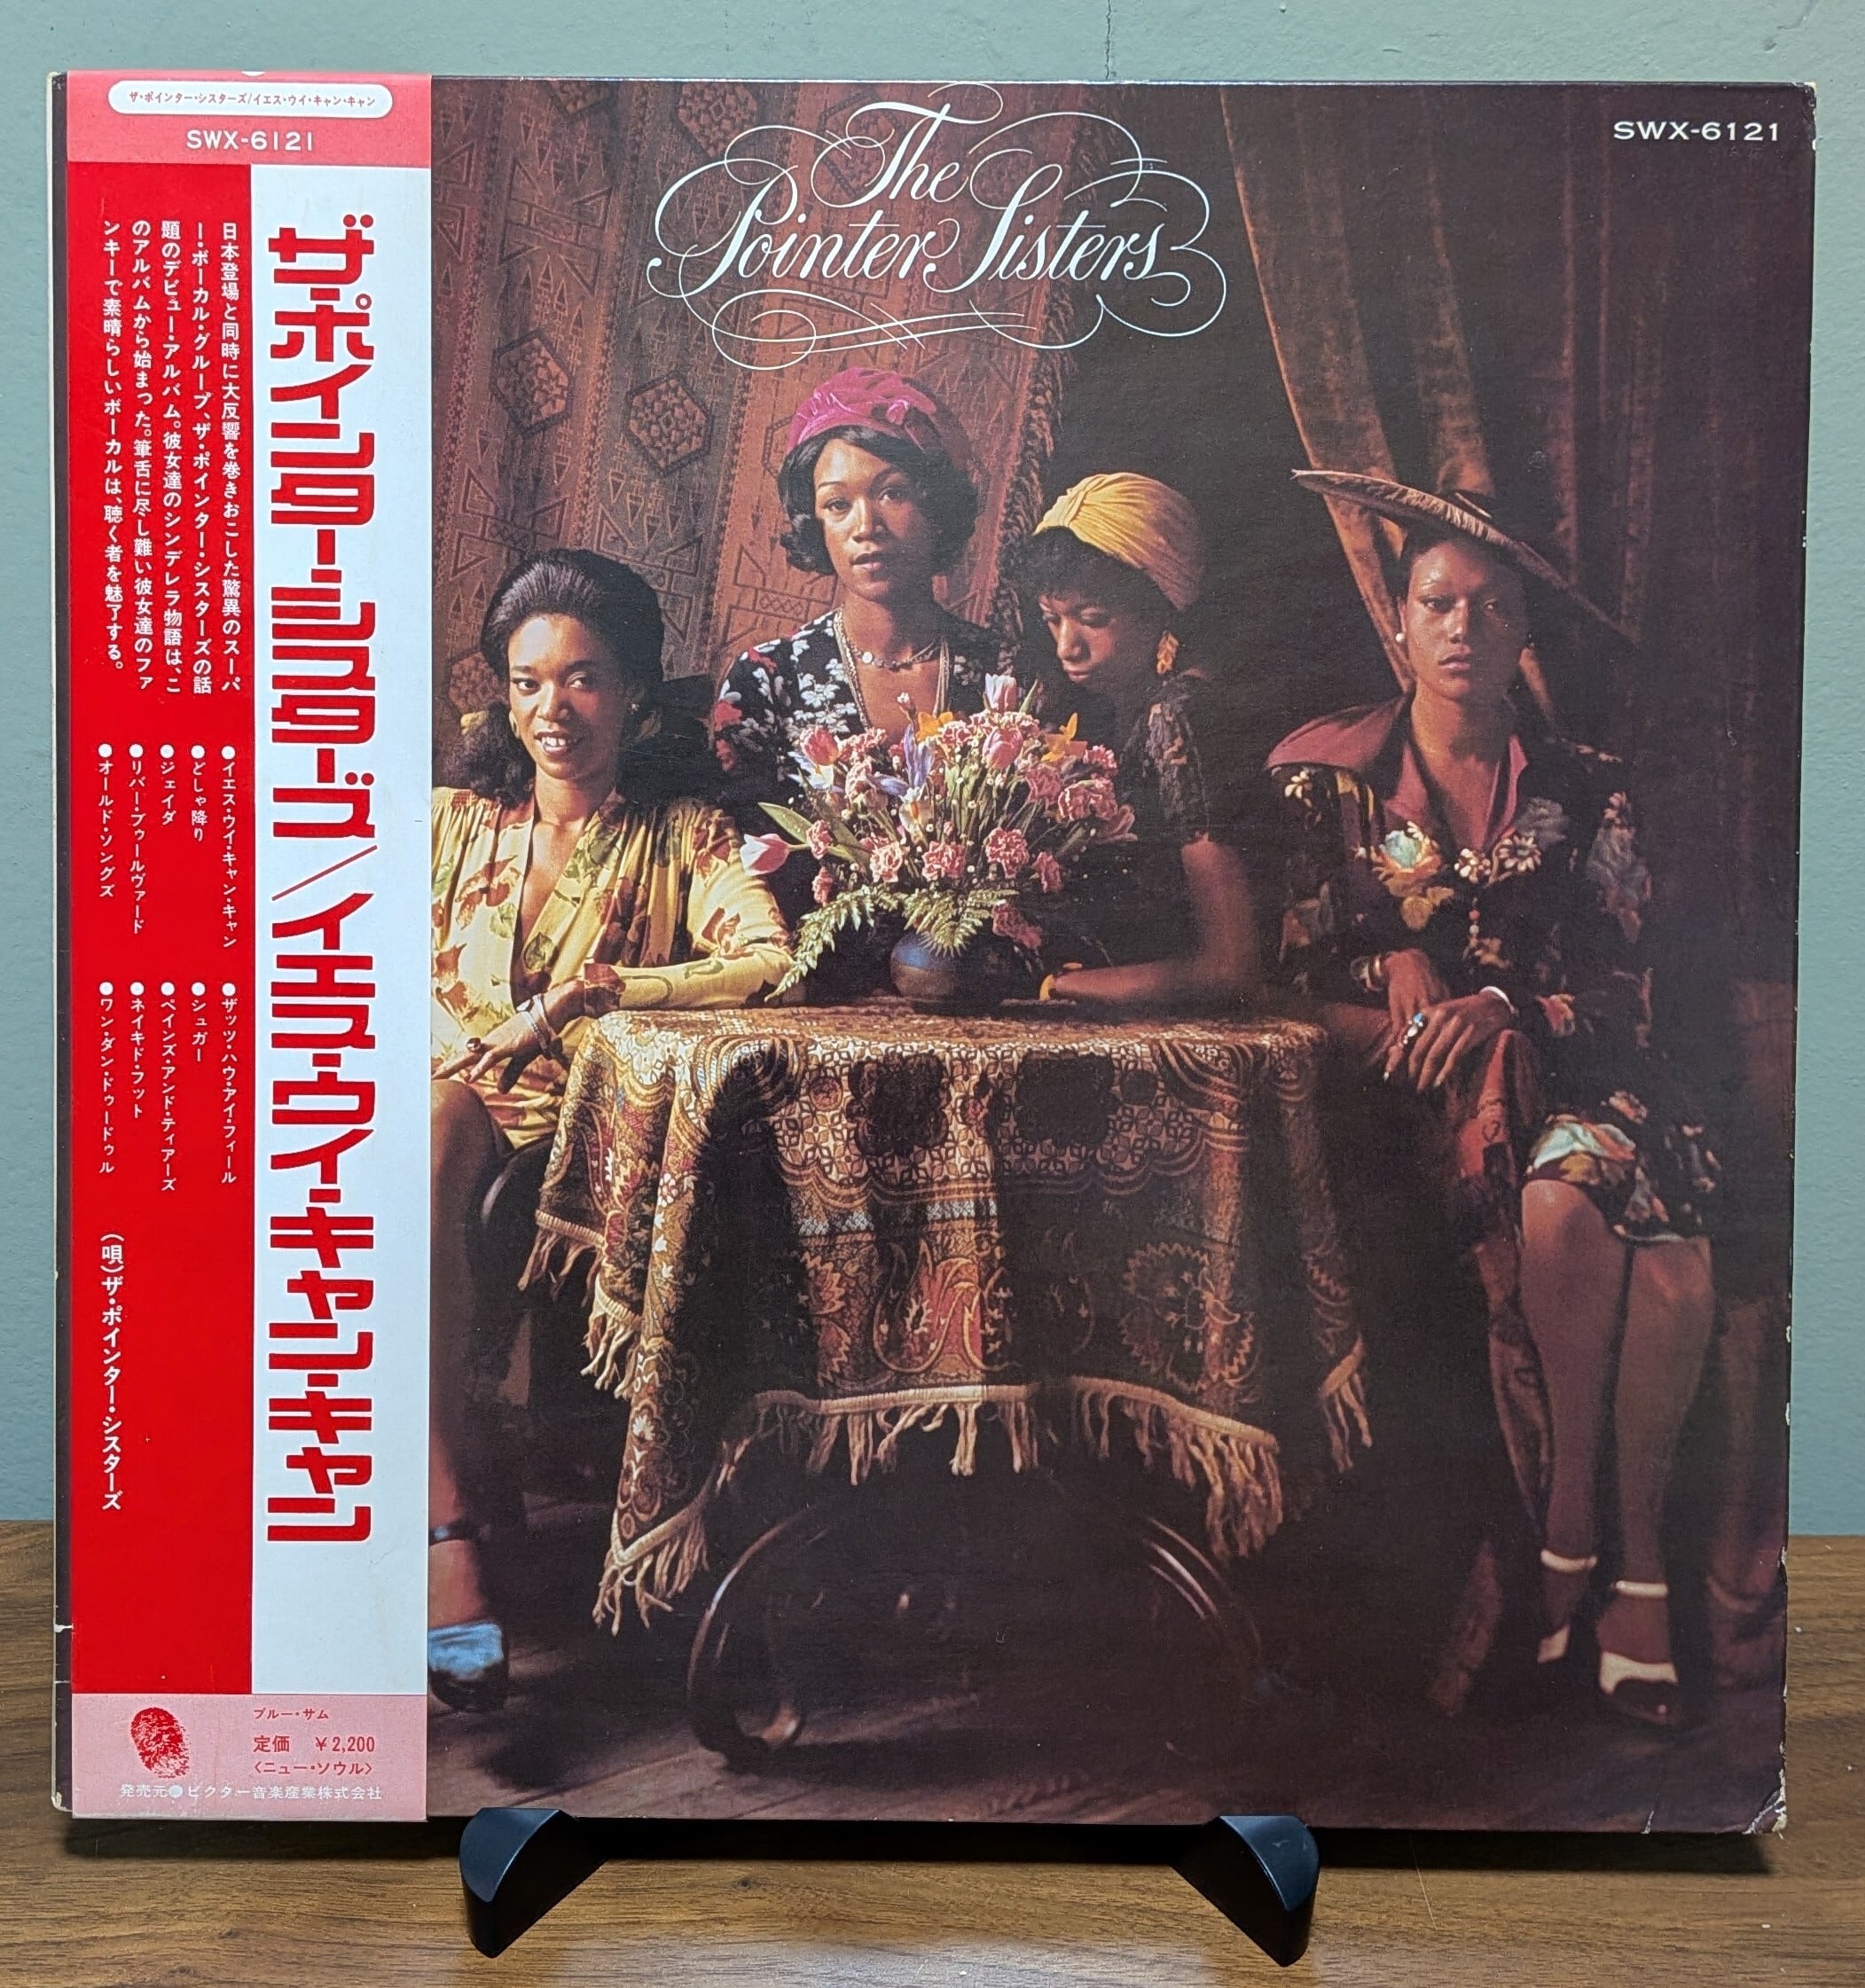 ザ・ポインター・シスターズ/イエス・ウイ・キャン・キャン
SWX-6121
SWX-6121
The
Pointer Sisters
ザ・ポインター・シスターズ/イエス・ウイ・キャン・キャン
日本登場と同時に大反響を巻きおこした驚異のスーパ
ー・ボーカル・グループ、ザ・ポインター・シスターズの話
題のデビュー・アルバム。彼女達のシンデレラ物語は、こ
のアルバムから始まった。筆舌に尽し難い彼女達のファ
ンキーで素晴らしいボーカルは、聴く者を魅了する。
●イエス・ウイ・キャン・キャン
●どしゃ降り
●ジェイダ
●リバー・ブゥールヴァード
●オールド・ソングズ
●ザッツ・ハウ・アイ・フィール
●シュガー
●ペインズ・アンド・ティアーズ
●ネイキド・フット
●ワン・ダン・ドゥードゥル
(唄)ザ・ポインター・シスターズ
ブルー・サム
定価 ¥2,200
〈ニュー・ソウル〉
発売元●ビクター音楽産業株式会社